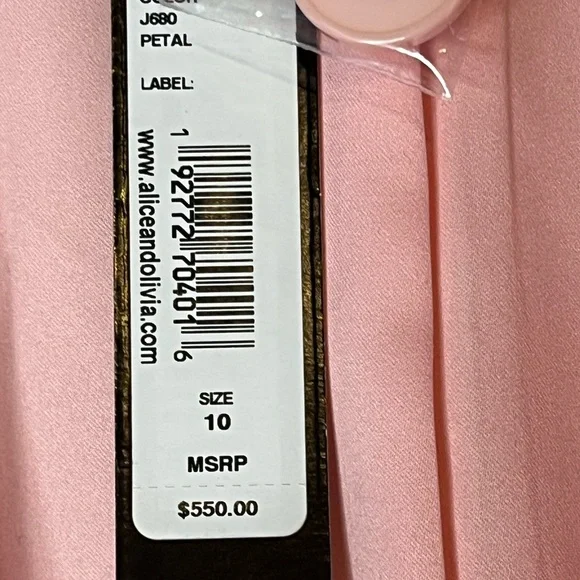 J680
PETAL
LABEL:
1 92772 70401 6
www.aliceandolivia.com
SIZE
10
MSRP
$550.00